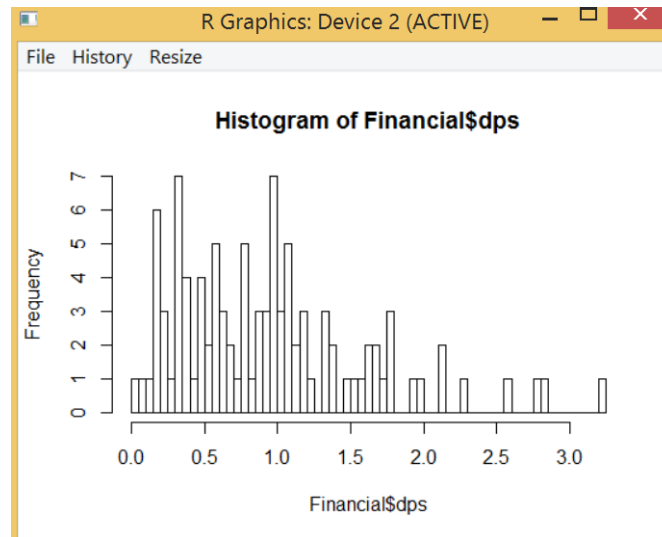 R Graphics: Device 2 (ACTIVE)
File History Resize
Histogram of Financial$dps
7
6
5
4
3
2
1
0
Frequency
0.0 0.5 1.0 1.5 2.0 2.5 3.0
Financial$dps